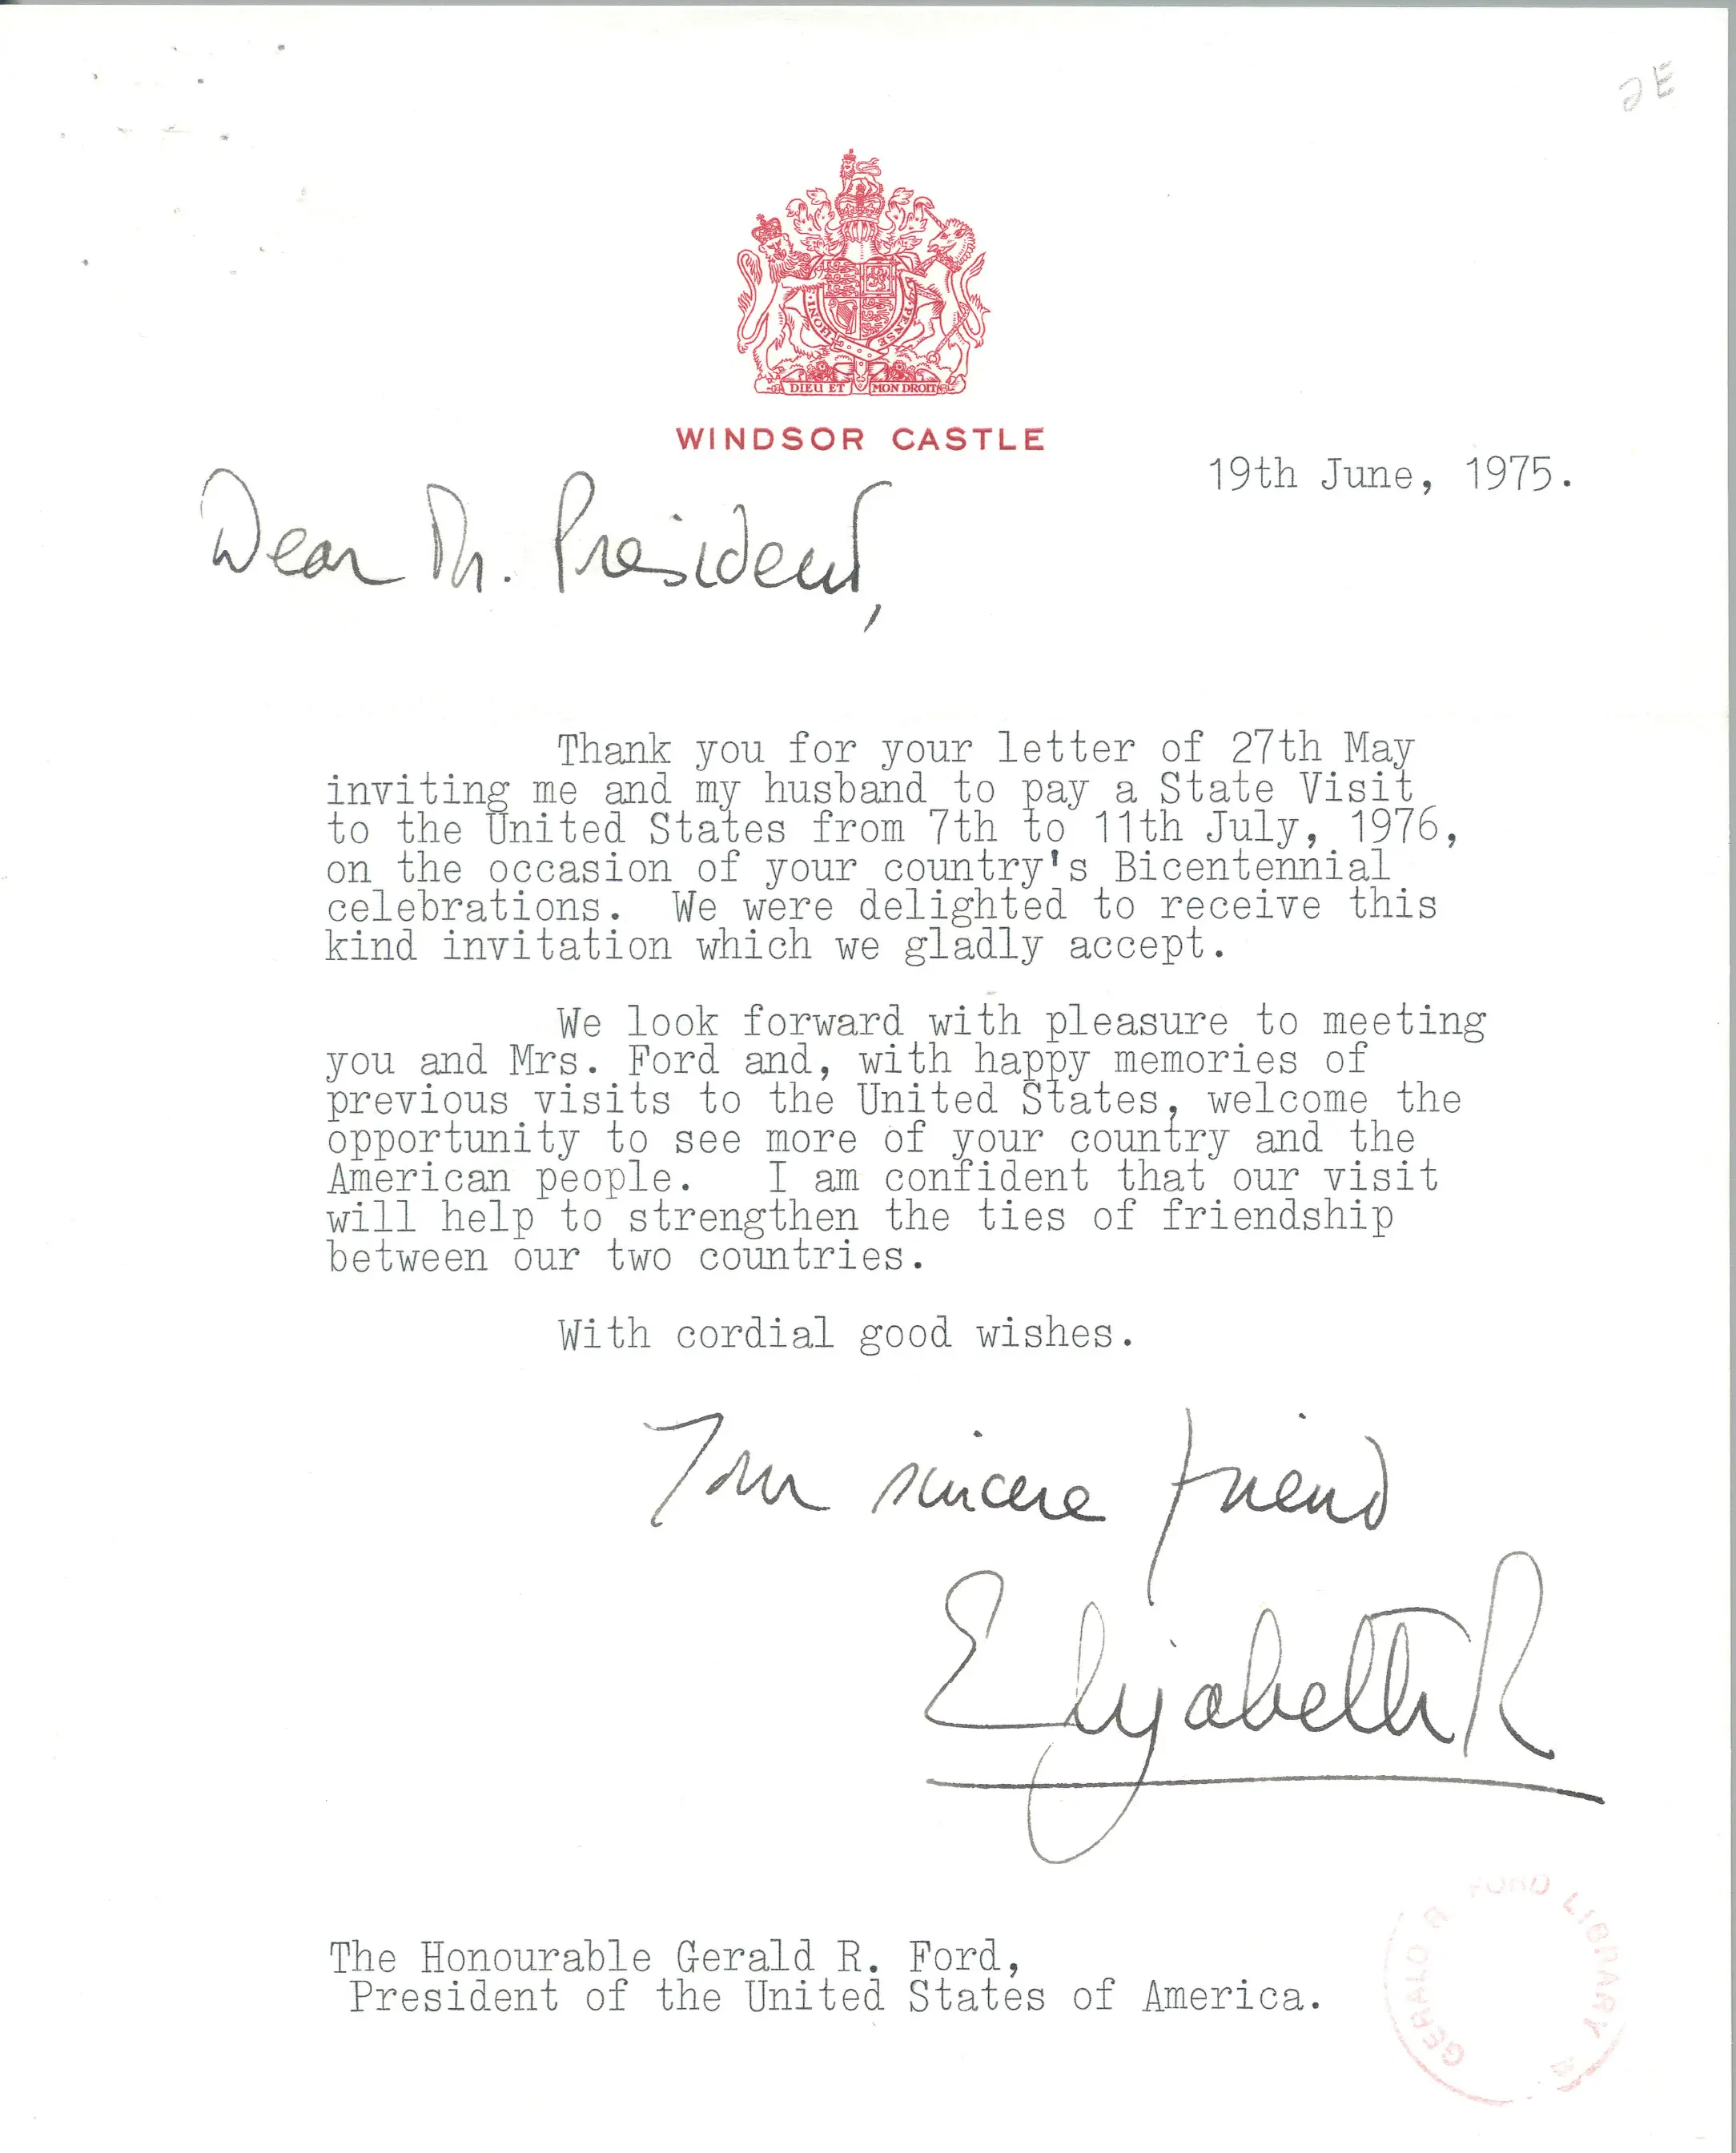 2E
HONI
PENSE
DIEU ET MON DROIT
WINDSOR CASTLE
19th June, 1975.
Dear Mr. President,
Thank you for your letter of 27th May
inviting me and my husband to pay a State Visit
to the United States from 7th to 11th July, 1976,
on the occasion of your country's Bicentennial
celebrations. We were delighted to receive this
kind invitation which we gladly accept.
We look forward with pleasure to meeting
you and Mrs. Ford and, with happy memories of
previous visits to the United States, welcome the
opportunity to see more of your country and the
American people. I am confident that our visit
will help to strengthen the ties of friendship
between our two countries.
With cordial good wishes.
Your sincere friend
Elizabeth R
The Honourable Gerald R. Ford,
President of the United States of America.
GERALD R FORD LIBRARY